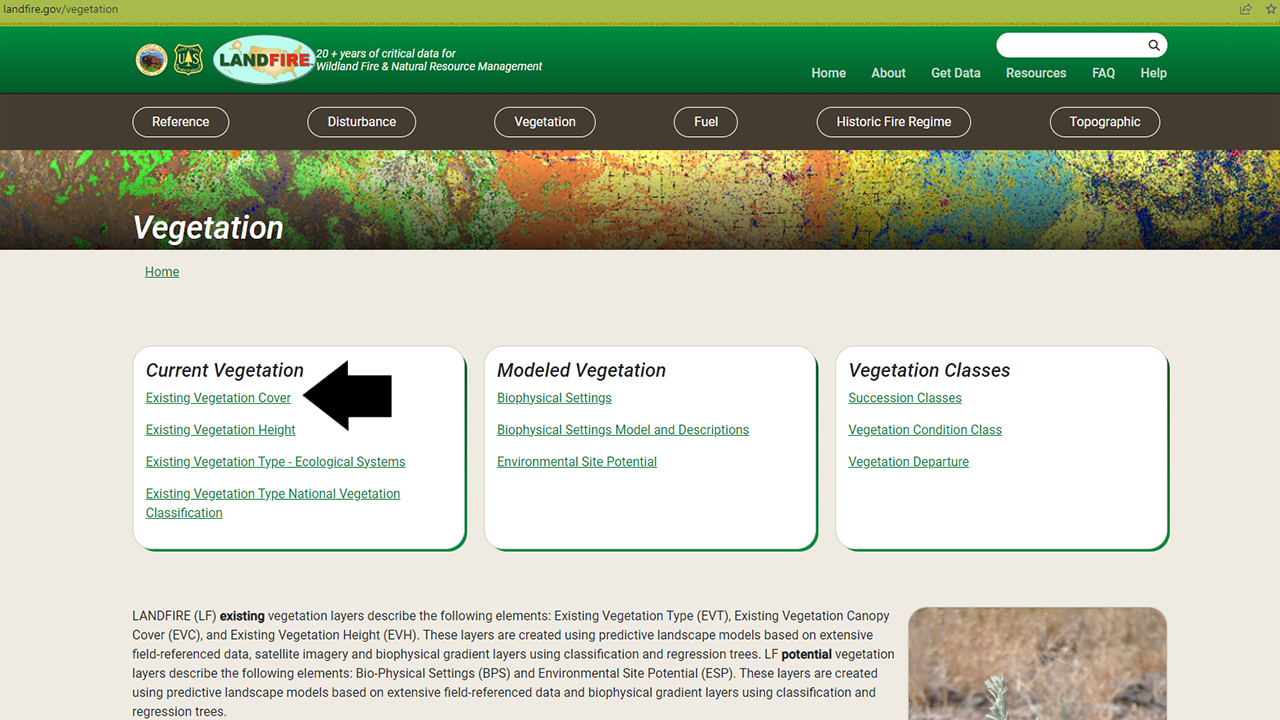 landfire.gov/vegetation
LANDFIRE
20 + years of critical data for
Wildland Fire & Natural Resource Management
Home About Get Data Resources FAQ Help
Reference Disturbance Vegetation Fuel Historic Fire Regime Topographic
Vegetation
Home
Current Vegetation
Existing Vegetation Cover
Existing Vegetation Height
Existing Vegetation Type - Ecological Systems
Existing Vegetation Type National Vegetation
Classification
Modeled Vegetation
Biophysical Settings
Biophysical Settings Model and Descriptions
Environmental Site Potential
Vegetation Classes
Succession Classes
Vegetation Condition Class
Vegetation Departure
LANDFIRE (LF) existing vegetation layers describe the following elements: Existing Vegetation Type (EVT), Existing Vegetation Canopy
Cover (EVC), and Existing Vegetation Height (EVH). These layers are created using predictive landscape models based on extensive
field-referenced data, satellite imagery and biophysical gradient layers using classification and regression trees. LF potential vegetation
layers describe the following elements: Bio-Physical Settings (BPS) and Environmental Site Potential (ESP). These layers are created
using predictive landscape models based on extensive field-referenced data and biophysical gradient layers using classification and
regression trees.